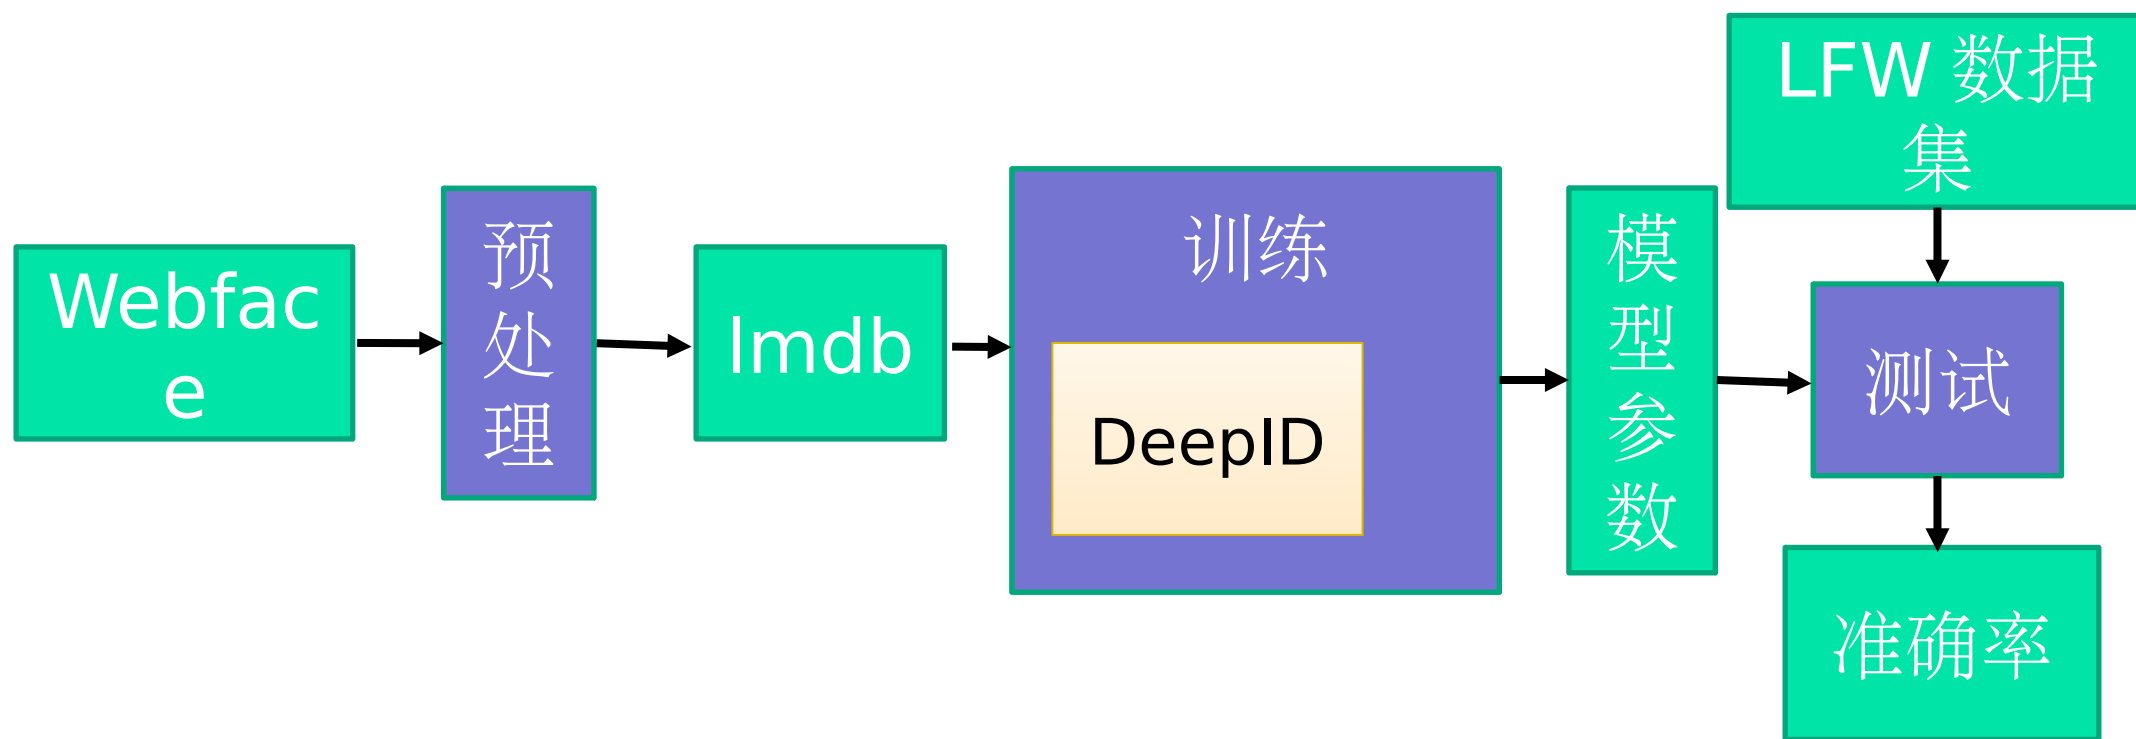 Webfac
e
预
处
理
lmdb
训练
DeepID
模
型
参
数
LFW 数据
集
测试
准确率